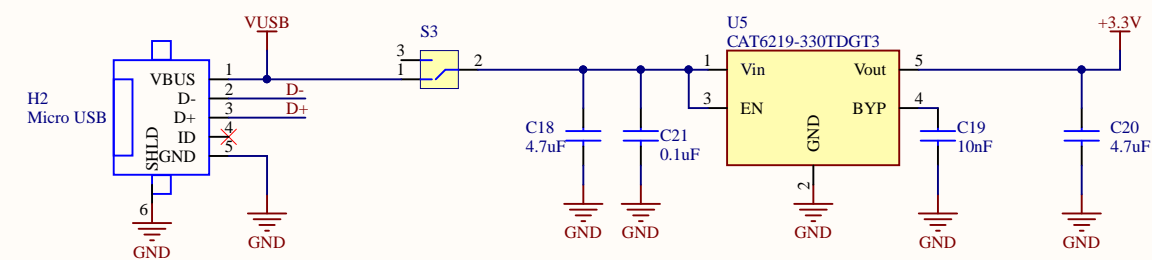 VUSB
S3
U5
CAT6219-330TDGT3
+3.3V
H2
Micro USB
VBUS
D-
D+
ID
GND
SHLD
1
2
3
4
5
6
D-
D+
GND
GND
3
1
2
C18
4.7uF
GND
C21
0.1uF
GND
1
3
Vin
EN
GND
2
Vout
BYP
5
4
GND
C19
10nF
GND
C20
4.7uF
GND